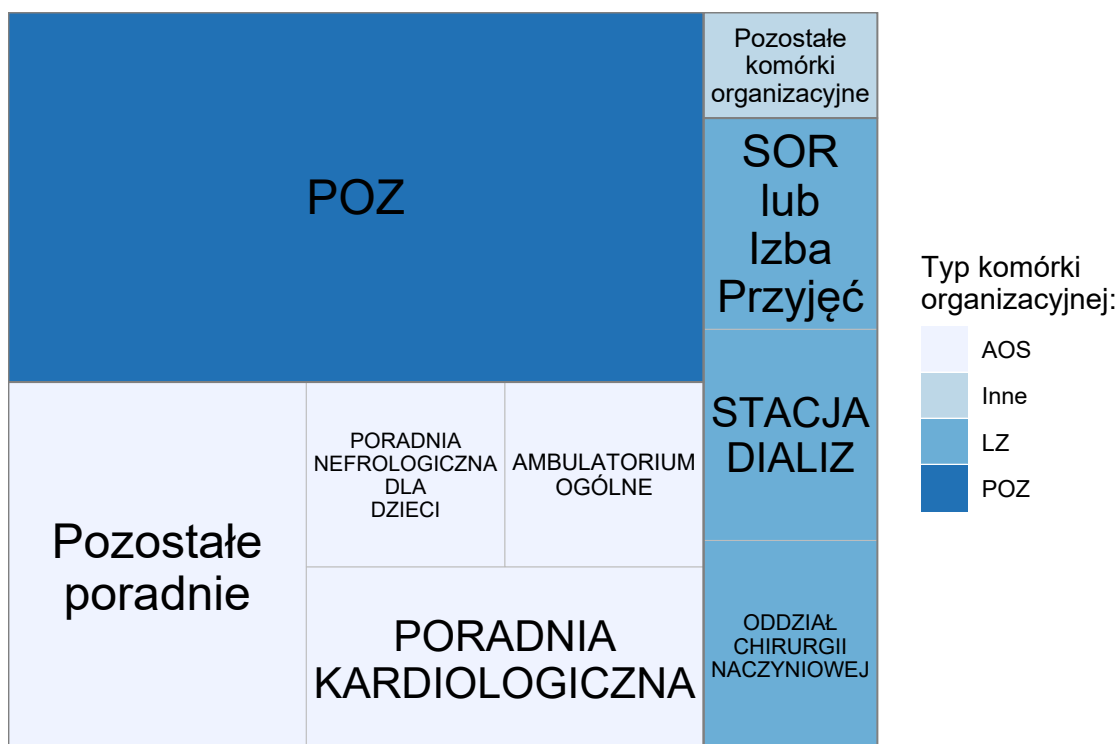 POZ
Pozostałe
komórki
organizacyjne
SOR
lub
Izba
Przyjęć
STACJA
DIALIZ
ODDZIAŁ
CHIRURGII
NACZYNIOWEJ
Pozostałe
poradnie
PORADNIA
NEFROLOGICZNA
DLA
DZIECI
AMBULATORIUM
OGÓLNE
PORADNIA
KARDIOLOGICZNA
Typ komórki
organizacyjnej:
AOS
Inne
LZ
POZ